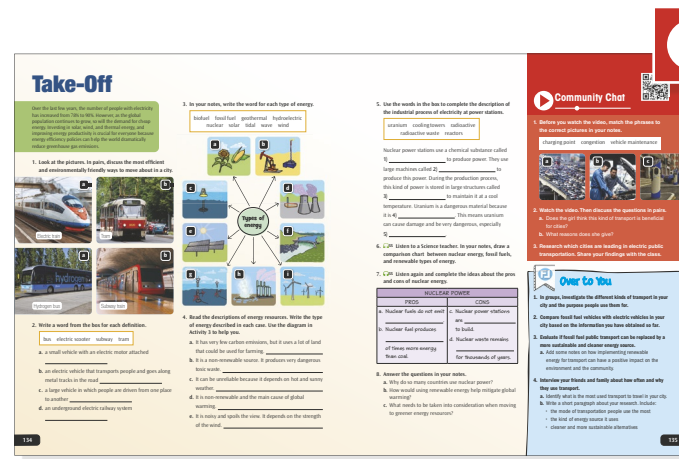 Take-Off
Over the last few years, the number of people with electricity
has increased from 78% to 90%. However, as the global
population continues to grow, so will the demand for cheap
energy. Investing in solar, wind, and thermal energy, and
improving energy productivity is crucial for everyone because
energy efficiency policies can help the world dramatically
reduce greenhouse gas emissions.
1. Look at the pictures. In pairs, discuss the most efficient
and environmentally friendly ways to move about in a city.
a
Electric train
b
Tram
a
Hydrogen bus
b
Subway train
2. Write a word from the box for each definition.
bus electric scooter subway tram
a. a small vehicle with an electric motor attached
b. an electric vehicle that transports people and goes along
metal tracks in the road
c. a large vehicle in which people are driven from one place
to another
d. an underground electric railway system
134
3. In your notes, write the word for each type of energy.
biofuel fossil fuel geothermal hydroelectric
nuclear solar tidal wave wind
a
b
c
d
Types of
energy
e
f
g
h
i
4. Read the descriptions of energy resources. Write the type
of energy described in each case. Use the diagram in
Activity 3 to help you.
a. It has very few carbon emissions, but it uses a lot of land
that could be used for farming.
b. It is a non-renewable source. It produces very dangerous
toxic waste.
c. It can be unreliable because it depends on hot and sunny
weather.
d. It is non-renewable and the main cause of global
warming.
e. It is noisy and spoils the view. It depends on the strength
of the wind.
5. Use the words in the box to complete the description of
the industrial process of electricity at power stations.
uranium cooling towers radioactive
radioactive waste reactors
Nuclear power stations use a chemical substance called
1) to produce power. They use
large machines called 2) to
produce this power. During the production process,
this kind of power is stored in large structures called
3) to maintain it at a cool
temperature. Uranium is a dangerous material because
it is 4) . This means uranium
can cause damage and be very dangerous, especially
5)
6. Listen to a Science teacher. In your notes, draw a
comparison chart between nuclear energy, fossil fuels,
and renewable types of energy.
7. Listen again and complete the ideas about the pros
and cons of nuclear energy.
NUCLEAR POWER
PROS CONS
a. Nuclear fuels do not emit
b. Nuclear fuel produces
of times more energy
than coal
c. Nuclear power stations
are
to build.
d. Nuclear waste remains
for thousands of years.
8. Answer the questions in your notes.
a. Why do so many countries use nuclear power?
b. How would using renewable energy help mitigate global
warming?
c. What needs to be taken into consideration when moving
to greener energy resources?
Community Chat
1. Before you watch the video, match the phrases to
the correct pictures in your notes.
charging point congestion vehicle maintenance
a
b
c
2. Watch the video. Then discuss the questions in pairs.
a. Does the girl think this kind of transport is beneficial
for cities?
b. What reasons does she give?
3. Research which cities are leading in electric public
transportation. Share your findings with the class.
Over to You
1. In groups, investigate the different kinds of transport in your
city and the purpose people use them for.
2. Compare fossil fuel vehicles with electric vehicles in your
city based on the information you have obtained so far.
3. Evaluate if fossil fuel public transport can be replaced by a
more sustainable and cleaner energy source.
a. Add some notes on how implementing renewable
energy for transport can have a positive impact on the
environment and the community.
4. Interview your friends and family about how often and why
they use transport.
a. Identify what is the most used transport to travel in your city.
b. Write a short paragraph about your research. Include:
• the mode of transportation people use the most
• the kind of energy source it uses
• cleaner and more sustainable alternatives
135